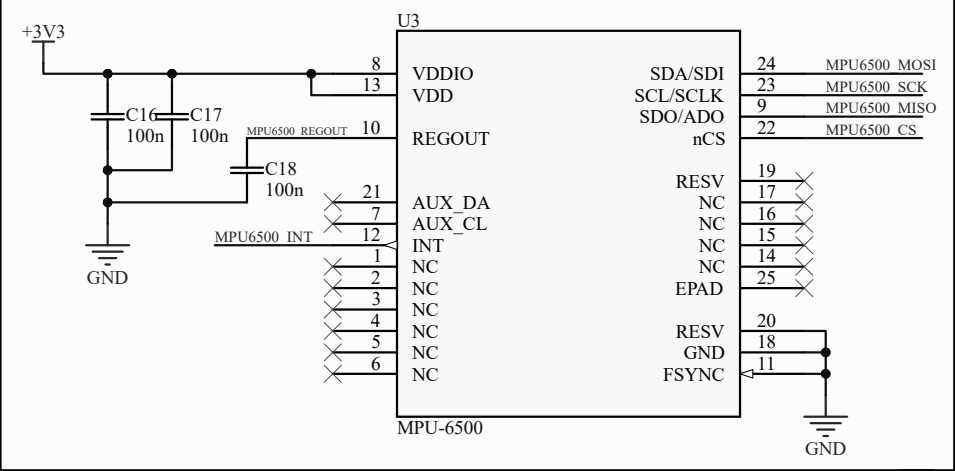 U3
+3V3
8 VDDIO
13 VDD
C16 100n
C17 100n
MPU6500_REGOUT 10 REGOUT
C18 100n
21 AUX_DA
7 AUX_CL
MPU6500_INT 12 INT
1 NC
2 NC
3 NC
4 NC
5 NC
6 NC
GND
SDA/SDI 24 MPU6500_MOSI
SCL/SCLK 23 MPU6500_SCK
SDO/ADO 9 MPU6500_MISO
nCS 22 MPU6500_CS
RESV 19
NC 17
NC 16
NC 15
NC 14
EPAD 25
RESV 20
GND 18
FSYNC 11
GND
MPU-6500